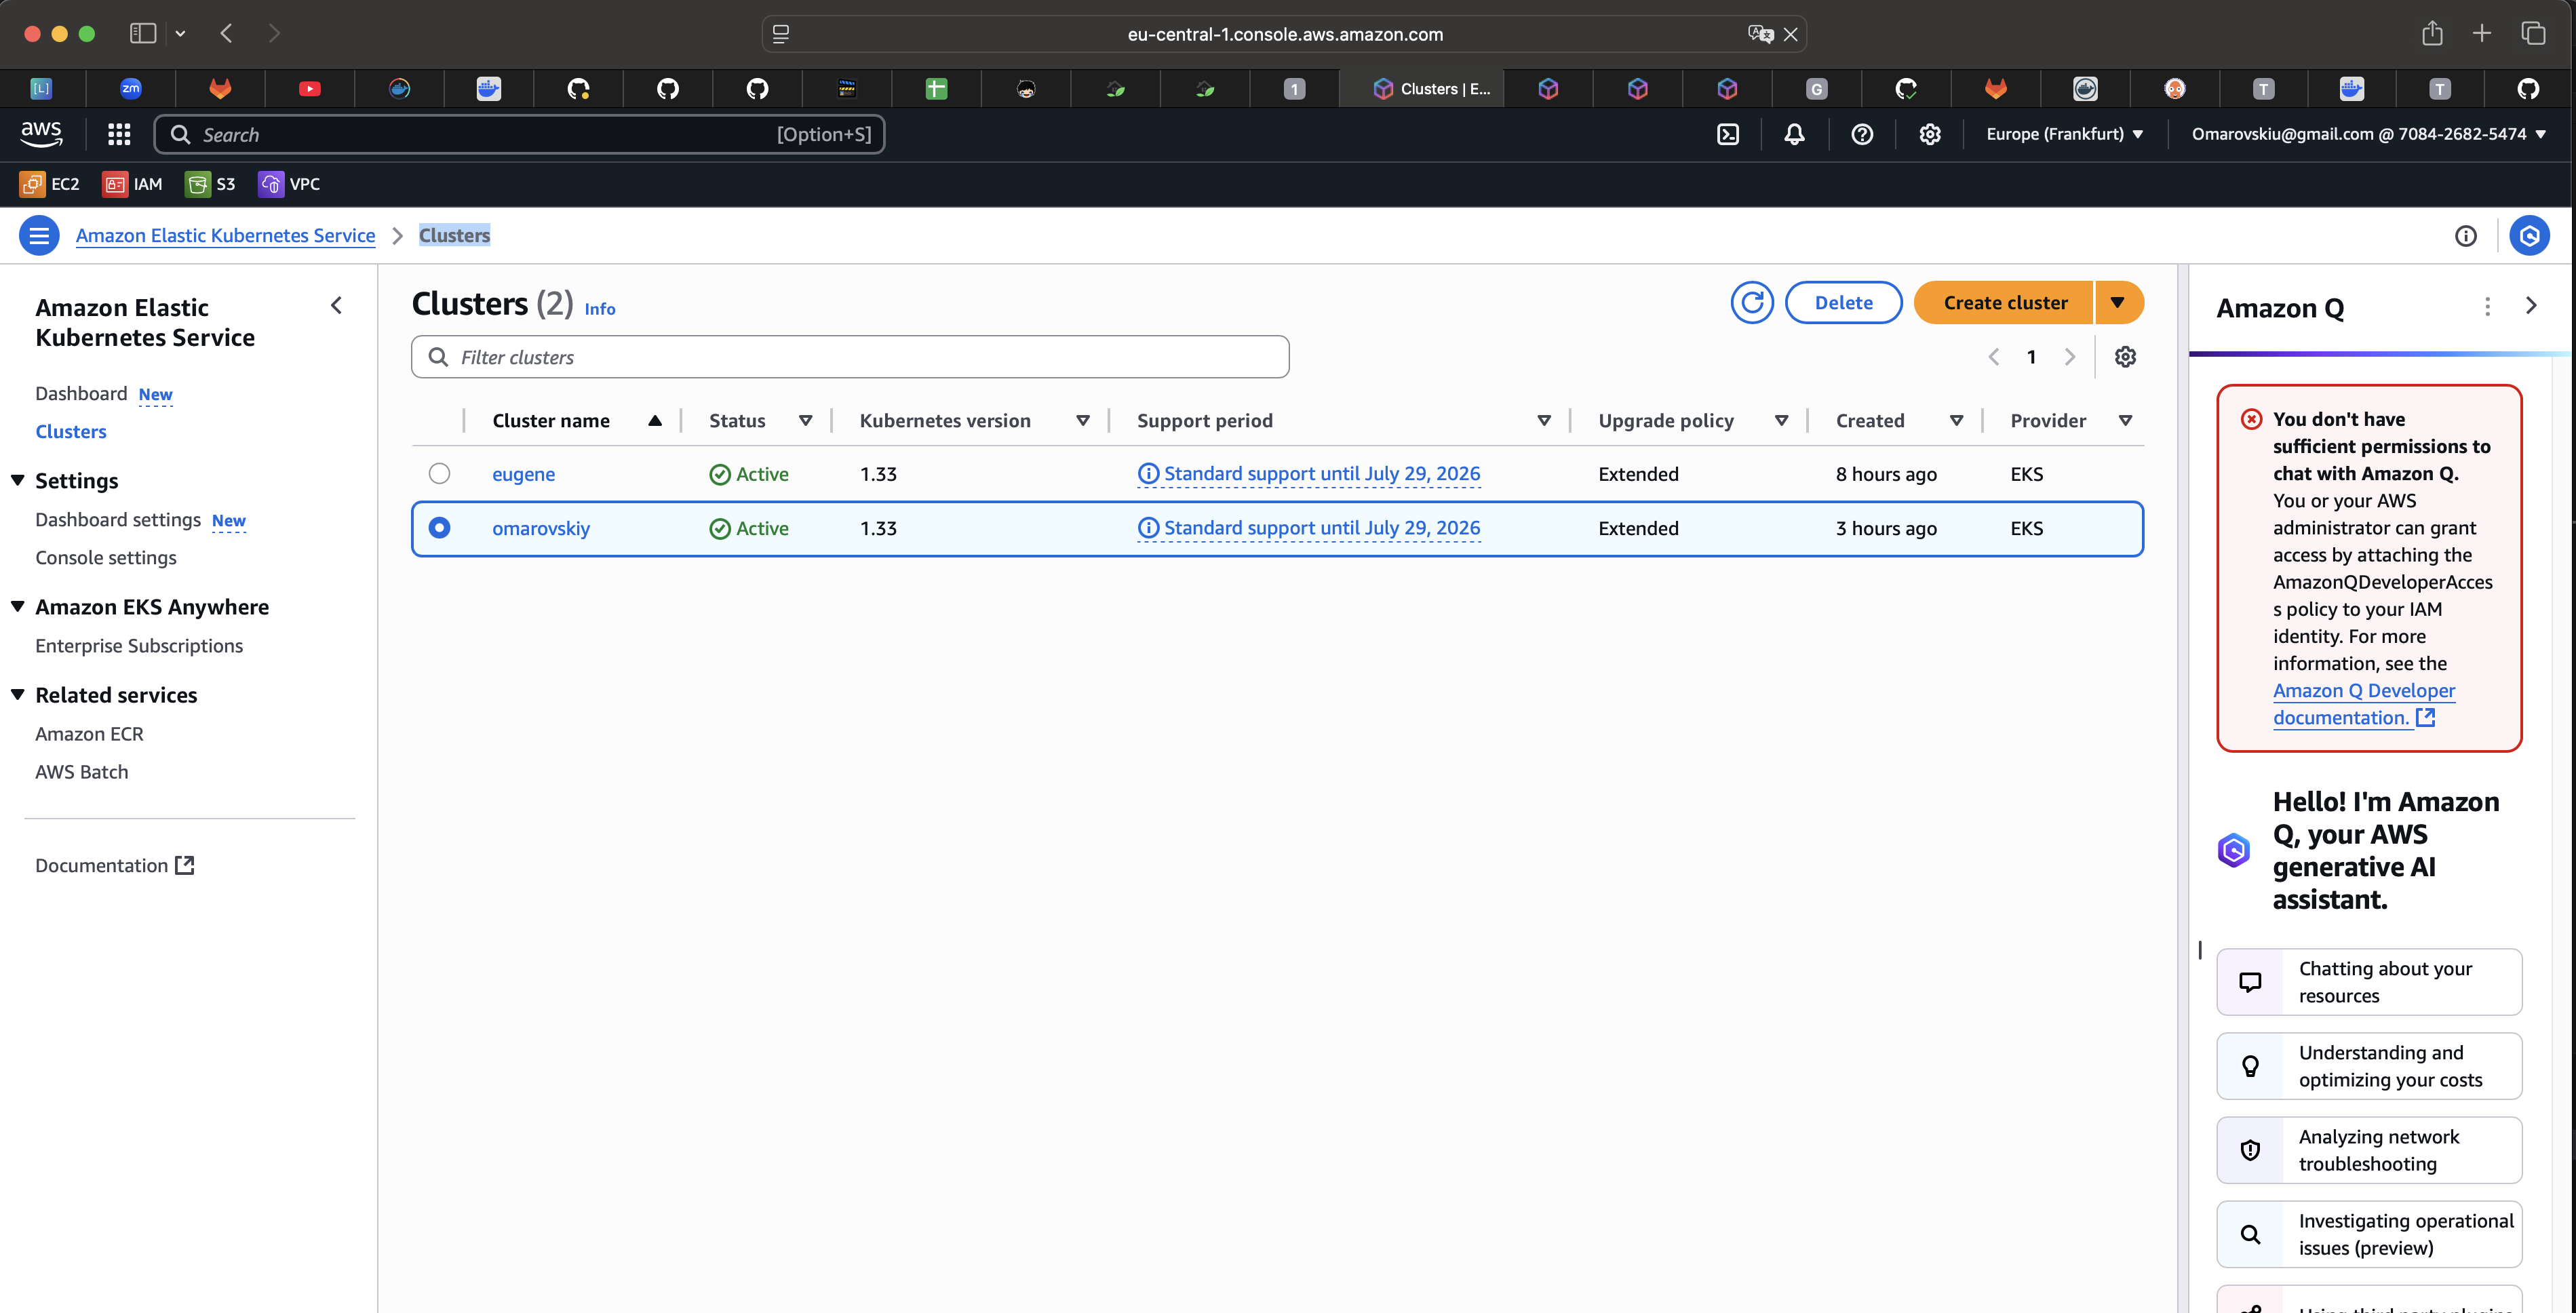 eu-central-1.console.aws.amazon.com
[L]
zm
1
Clusters | E...
G
T
T
aws
Search
[Option+S]
Europe (Frankfurt)
Omarovskiu@gmail.com @ 7084-2682-5474
EC2
IAM
S3
VPC
Amazon Elastic Kubernetes Service
Clusters
Amazon Elastic
Kubernetes Service
Dashboard New
Clusters
Settings
Dashboard settings New
Console settings
Amazon EKS Anywhere
Enterprise Subscriptions
Related services
Amazon ECR
AWS Batch
Documentation
Clusters (2) Info
Delete
Create cluster
Filter clusters
1
Cluster name
Status
Kubernetes version
Support period
Upgrade policy
Created
Provider
eugene
Active
1.33
Standard support until July 29, 2026
Extended
8 hours ago
EKS
omarovskiy
Active
1.33
Standard support until July 29, 2026
Extended
3 hours ago
EKS
Amazon Q
You don't have
sufficient permissions to
chat with Amazon Q.
You or your AWS
administrator can grant
access by attaching the
AmazonQDeveloperAcces
s policy to your IAM
identity. For more
information, see the
Amazon Q Developer
documentation.
Hello! I'm Amazon
Q, your AWS
generative AI
assistant.
Chatting about your
resources
Understanding and
optimizing your costs
Analyzing network
troubleshooting
Investigating operational
issues (preview)